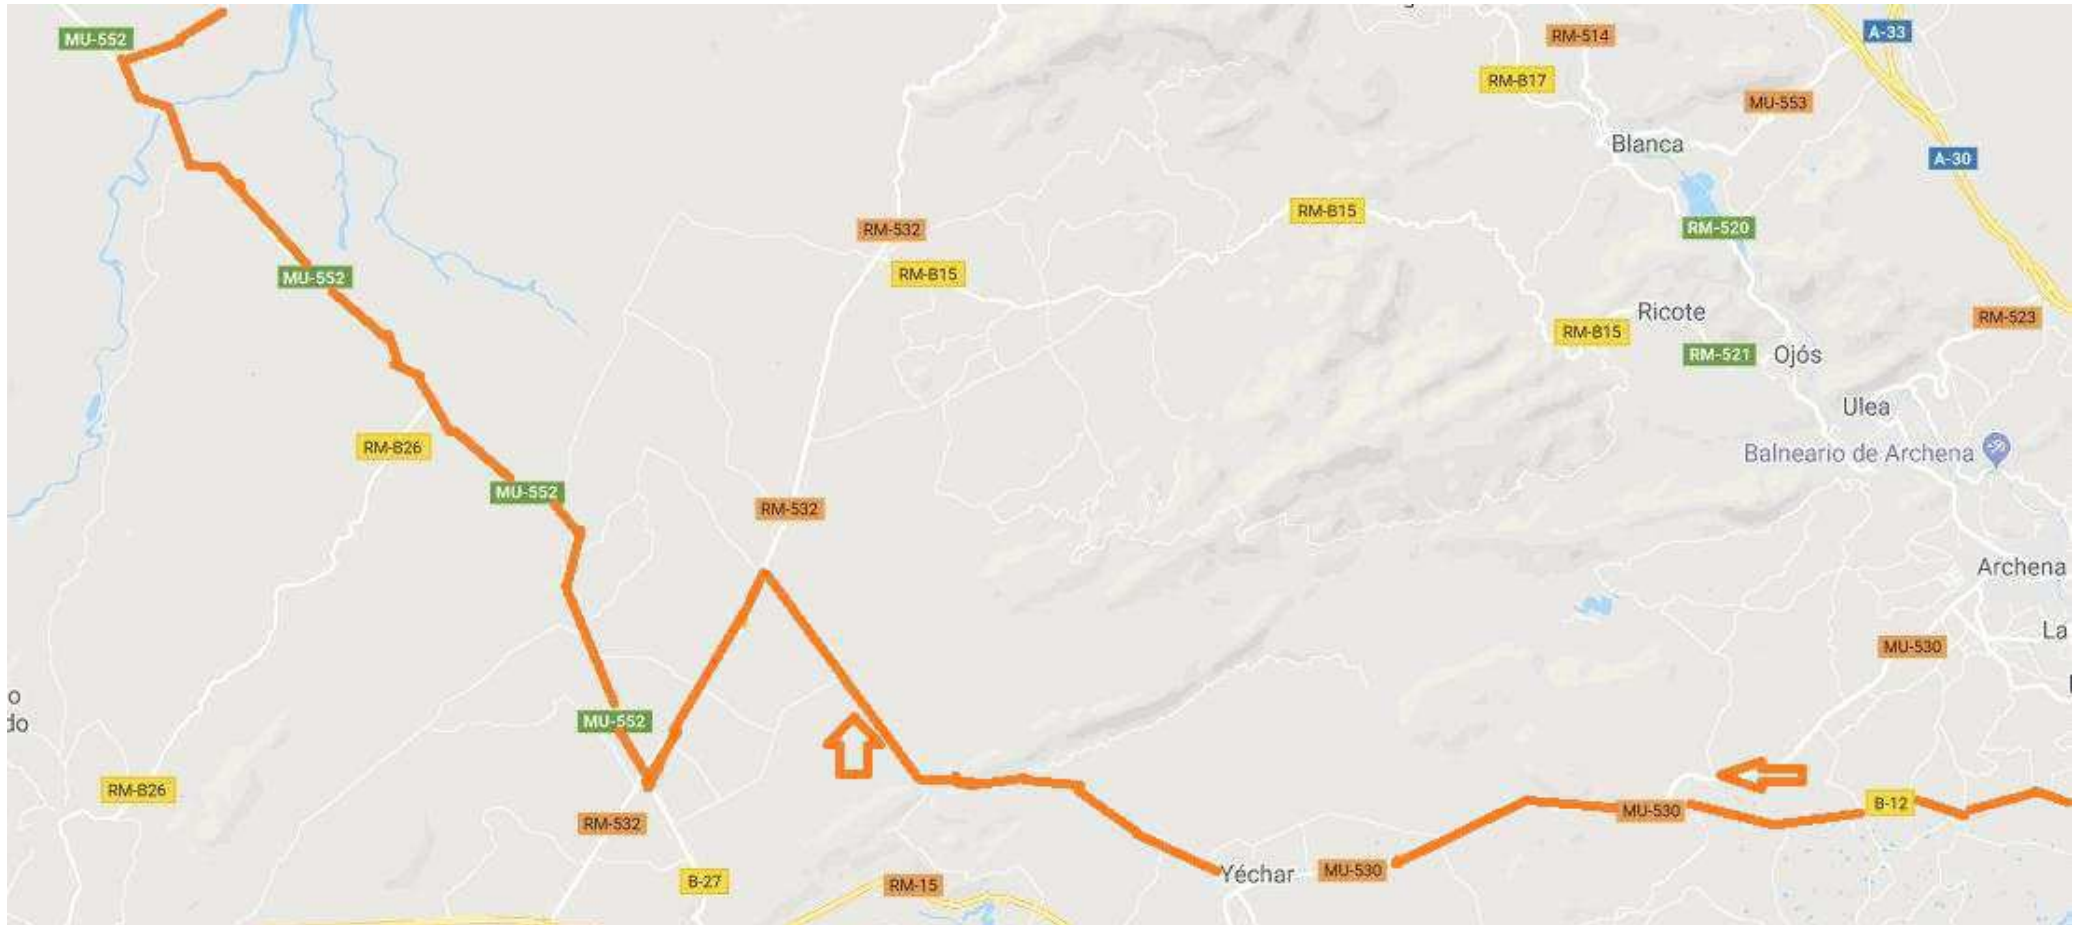 MU-552
A-33
RM-514
RM-B17
MU-553
Blanca
A-30
RM-B15
RM-532
RM-520
RM-B15
MU-552
Ricote
RM-523
RM-B15
RM-521
Ojós
Ulea
RM-B26
Balneario de Archena
MU-552
RM-532
Archena
La
MU-530
o
do
MU-552
RM-B26
B-12
MU-530
RM-532
Yéchar
MU-530
B-27
RM-15